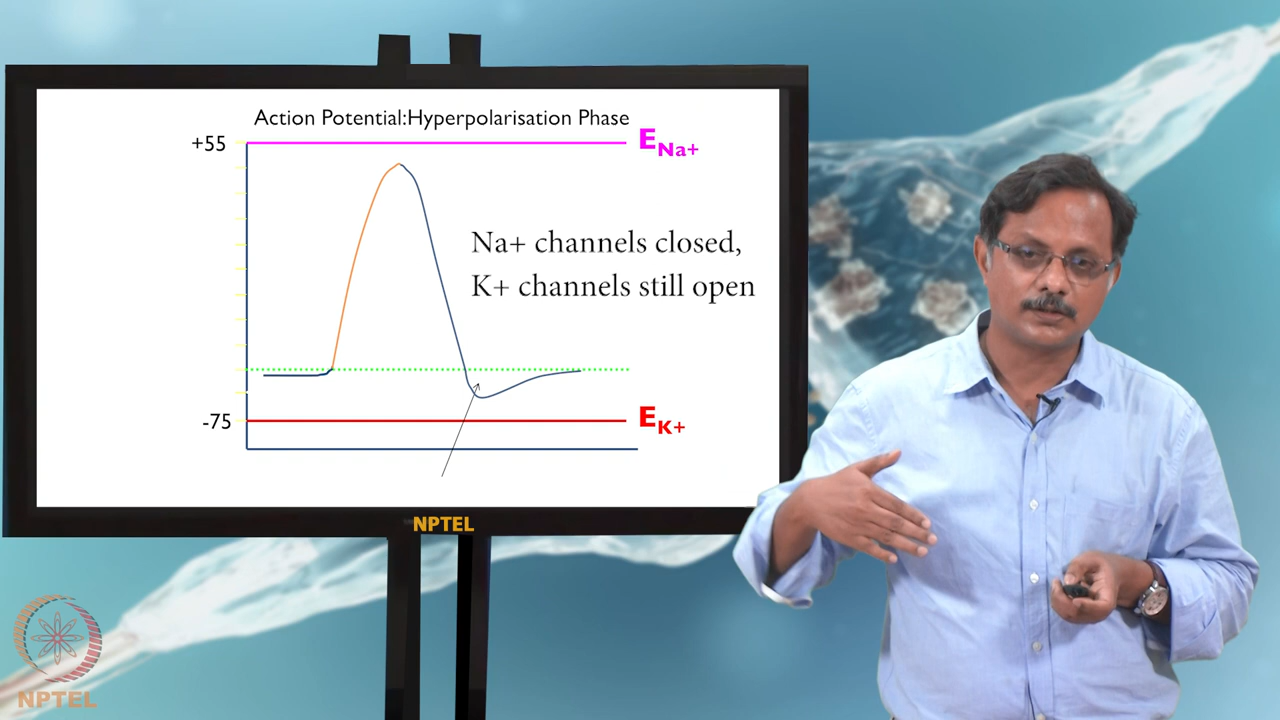 Action Potential:Hyperpolarisation Phase
+55
ENa+
Na+ channels closed,
K+ channels still open
-75
EK+
NPTEL
NPTEL